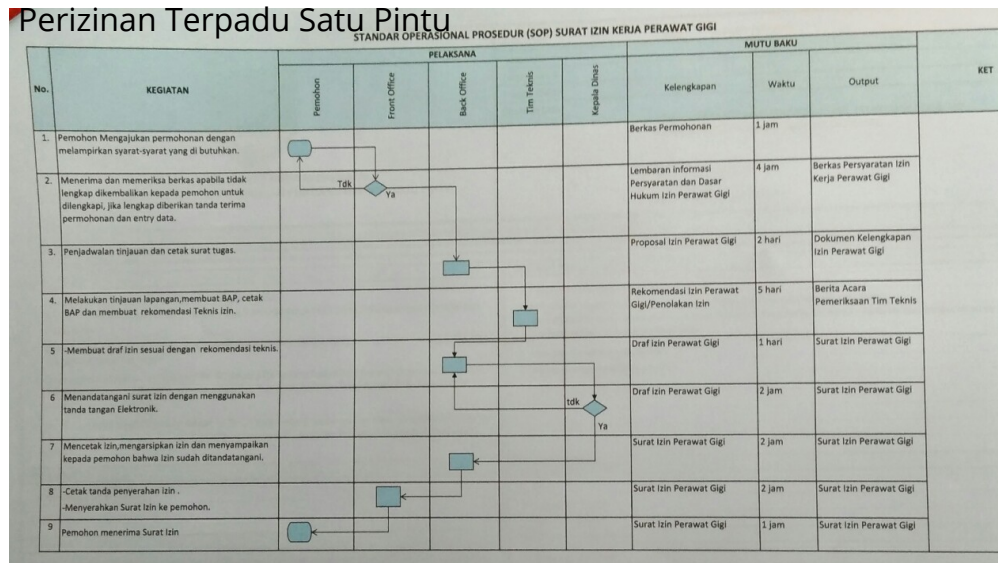 Perizinan Terpadu Satu Pintu
STANDAR OPERASIONAL PROSEDUR (SOP) SURAT IZIN KERJA PERAWAT GIGI
No.
KEGIATAN
PELAKSANA
MUTU BAKU
KET
Pemohon
Front Office
Back Office
Tim Teknis
Kepala Dinas
Kelengkapan
Waktu
Output
1.
Pemohon Mengajukan permohonan dengan
melampirkan syarat-syarat yang di butuhkan.
Berkas Permohonan
1 jam
2.
Menerima dan memeriksa berkas apabila tidak
lengkap dikembalikan kepada pemohon untuk
dilengkapi, jika lengkap diberikan tanda terima
permohonan dan entry data.
Tdk
Ya
Lembaran informasi
Persyaratan dan Dasar
Hukum Izin Perawat Gigi
4 jam
Berkas Persyaratan Izin
Kerja Perawat Gigi
3.
Penjadwalan tinjauan dan cetak surat tugas.
Proposal Izin Perawat Gigi
2 hari
Dokumen Kelengkapan
Izin Perawat Gigi
4.
Melakukan tinjauan lapangan,membuat BAP, cetak
BAP dan membuat rekomendasi Teknis izin.
Rekomendasi Izin Perawat
Gigi/Penolakan Izin
5 hari
Berita Acara
Pemeriksaan Tim Teknis
5
-Membuat draf izin sesuai dengan rekomendasi teknis.
Draf izin Perawat Gigi
1 hari
Surat Izin Perawat Gigi
6
Menandatangani surat izin dengan menggunakan
tanda tangan Elektronik.
tdk
Ya
Draf izin Perawat Gigi
2 jam
Surat Izin Perawat Gigi
7
Mencetak izin,mengarsipkan izin dan menyampaikan
kepada pemohon bahwa izin sudah ditandatangani.
Surat Izin Perawat Gigi
2 jam
Surat Izin Perawat Gigi
8
-Cetak tanda penyerahan izin .
-Menyerahkan Surat Izin ke pemohon.
Surat Izin Perawat Gigi
2 jam
Surat Izin Perawat Gigi
9
Pemohon menerima Surat Izin
Surat Izin Perawat Gigi
1 jam
Surat Izin Perawat Gigi